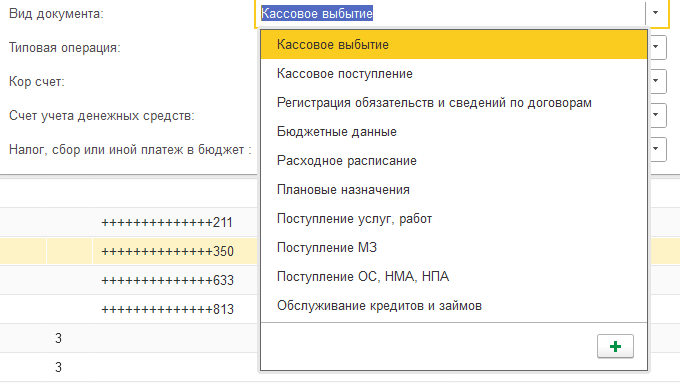 Вид документа: Кассовое выбытие
Кассовое выбытие
Типовая операция:
Кассовое поступление
Кор счет:
Регистрация обязательств и сведений по договорам
Счет учета денежных средств:
Бюджетные данные
Налог, сбор или иной платеж в бюджет :
Расходное расписание
Плановые назначения
Поступление услуг, работ
Поступление МЗ
Поступление ОС, НМА, НПА
Обслуживание кредитов и займов
++++++++++++++211
++++++++++++++350
++++++++++++++633
++++++++++++++813
3
3